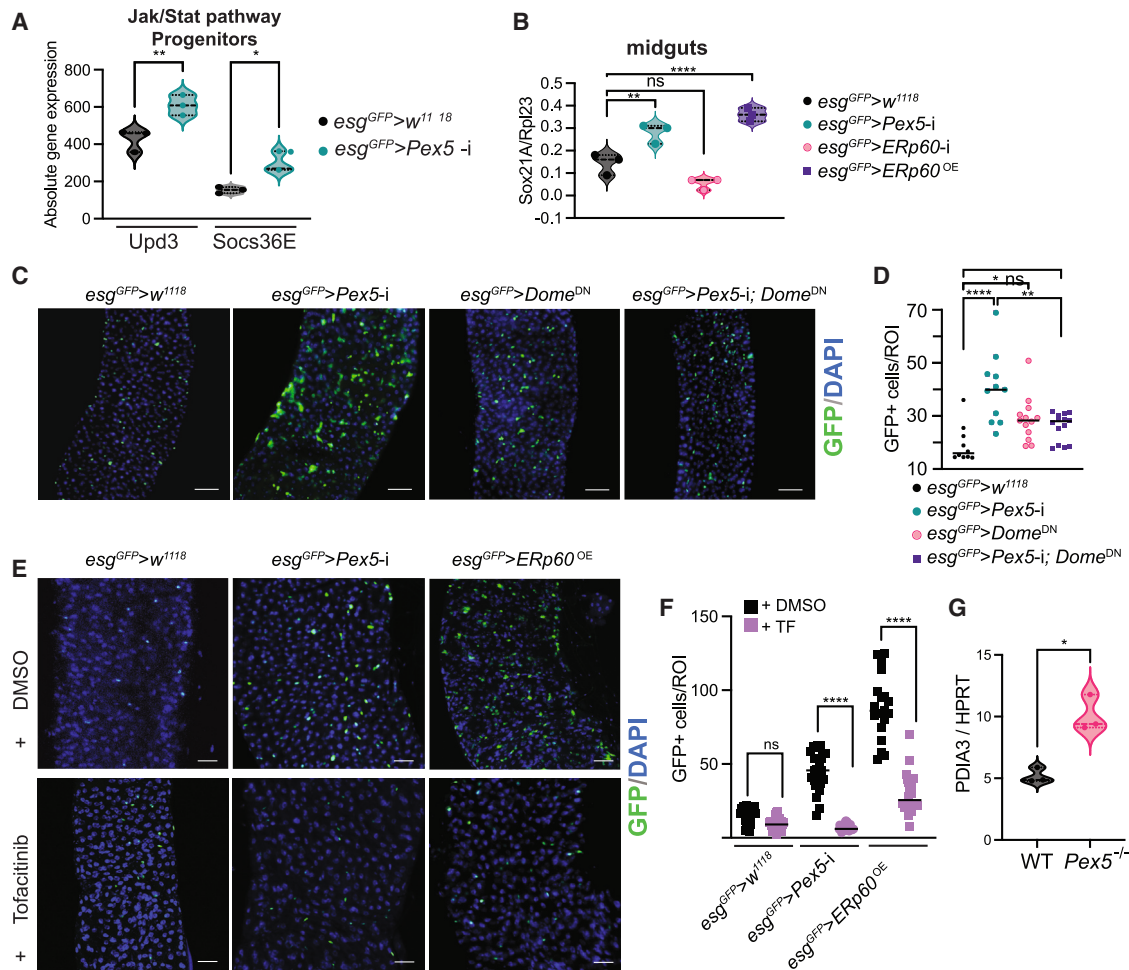 A
Jak/Stat pathway
Progenitors
Absolute gene expression
800
600
400
200
0
**
*
Upd3
Socs36E
esgGFP>w11 18
esgGFP>Pex5 -i
B
midguts
Sox21A/Rpl23
0.5
0.4
0.3
0.2
0.1
0.0
-0.1
****
ns
**
esgGFP>w1118
esgGFP>Pex5-i
esgGFP>ERp60-i
esgGFP>ERp60OE
C
esgGFP>w1118
esgGFP>Pex5-i
esgGFP>DomeDN
esgGFP>Pex5-i; DomeDN
GFP/DAPI
D
GFP+ cells/ROI
70
50
30
10
* ns
****
**
esgGFP>w1118
esgGFP>Pex5-i
esgGFP>DomeDN
esgGFP>Pex5-i; DomeDN
E
esgGFP>w1118
esgGFP>Pex5-i
esgGFP>ERp60OE
+ DMSO
+ Tofacitinib
GFP/DAPI
F
GFP+ cells/ROI
150
100
50
+ DMSO
+ TF
ns
****
****
esgGFP>w1118
esgGFP>Pex5-i
esgGFP>ERp60OE
G
PDIA3 / HPRT
15
10
5
0
*
WT
Pex5-/-